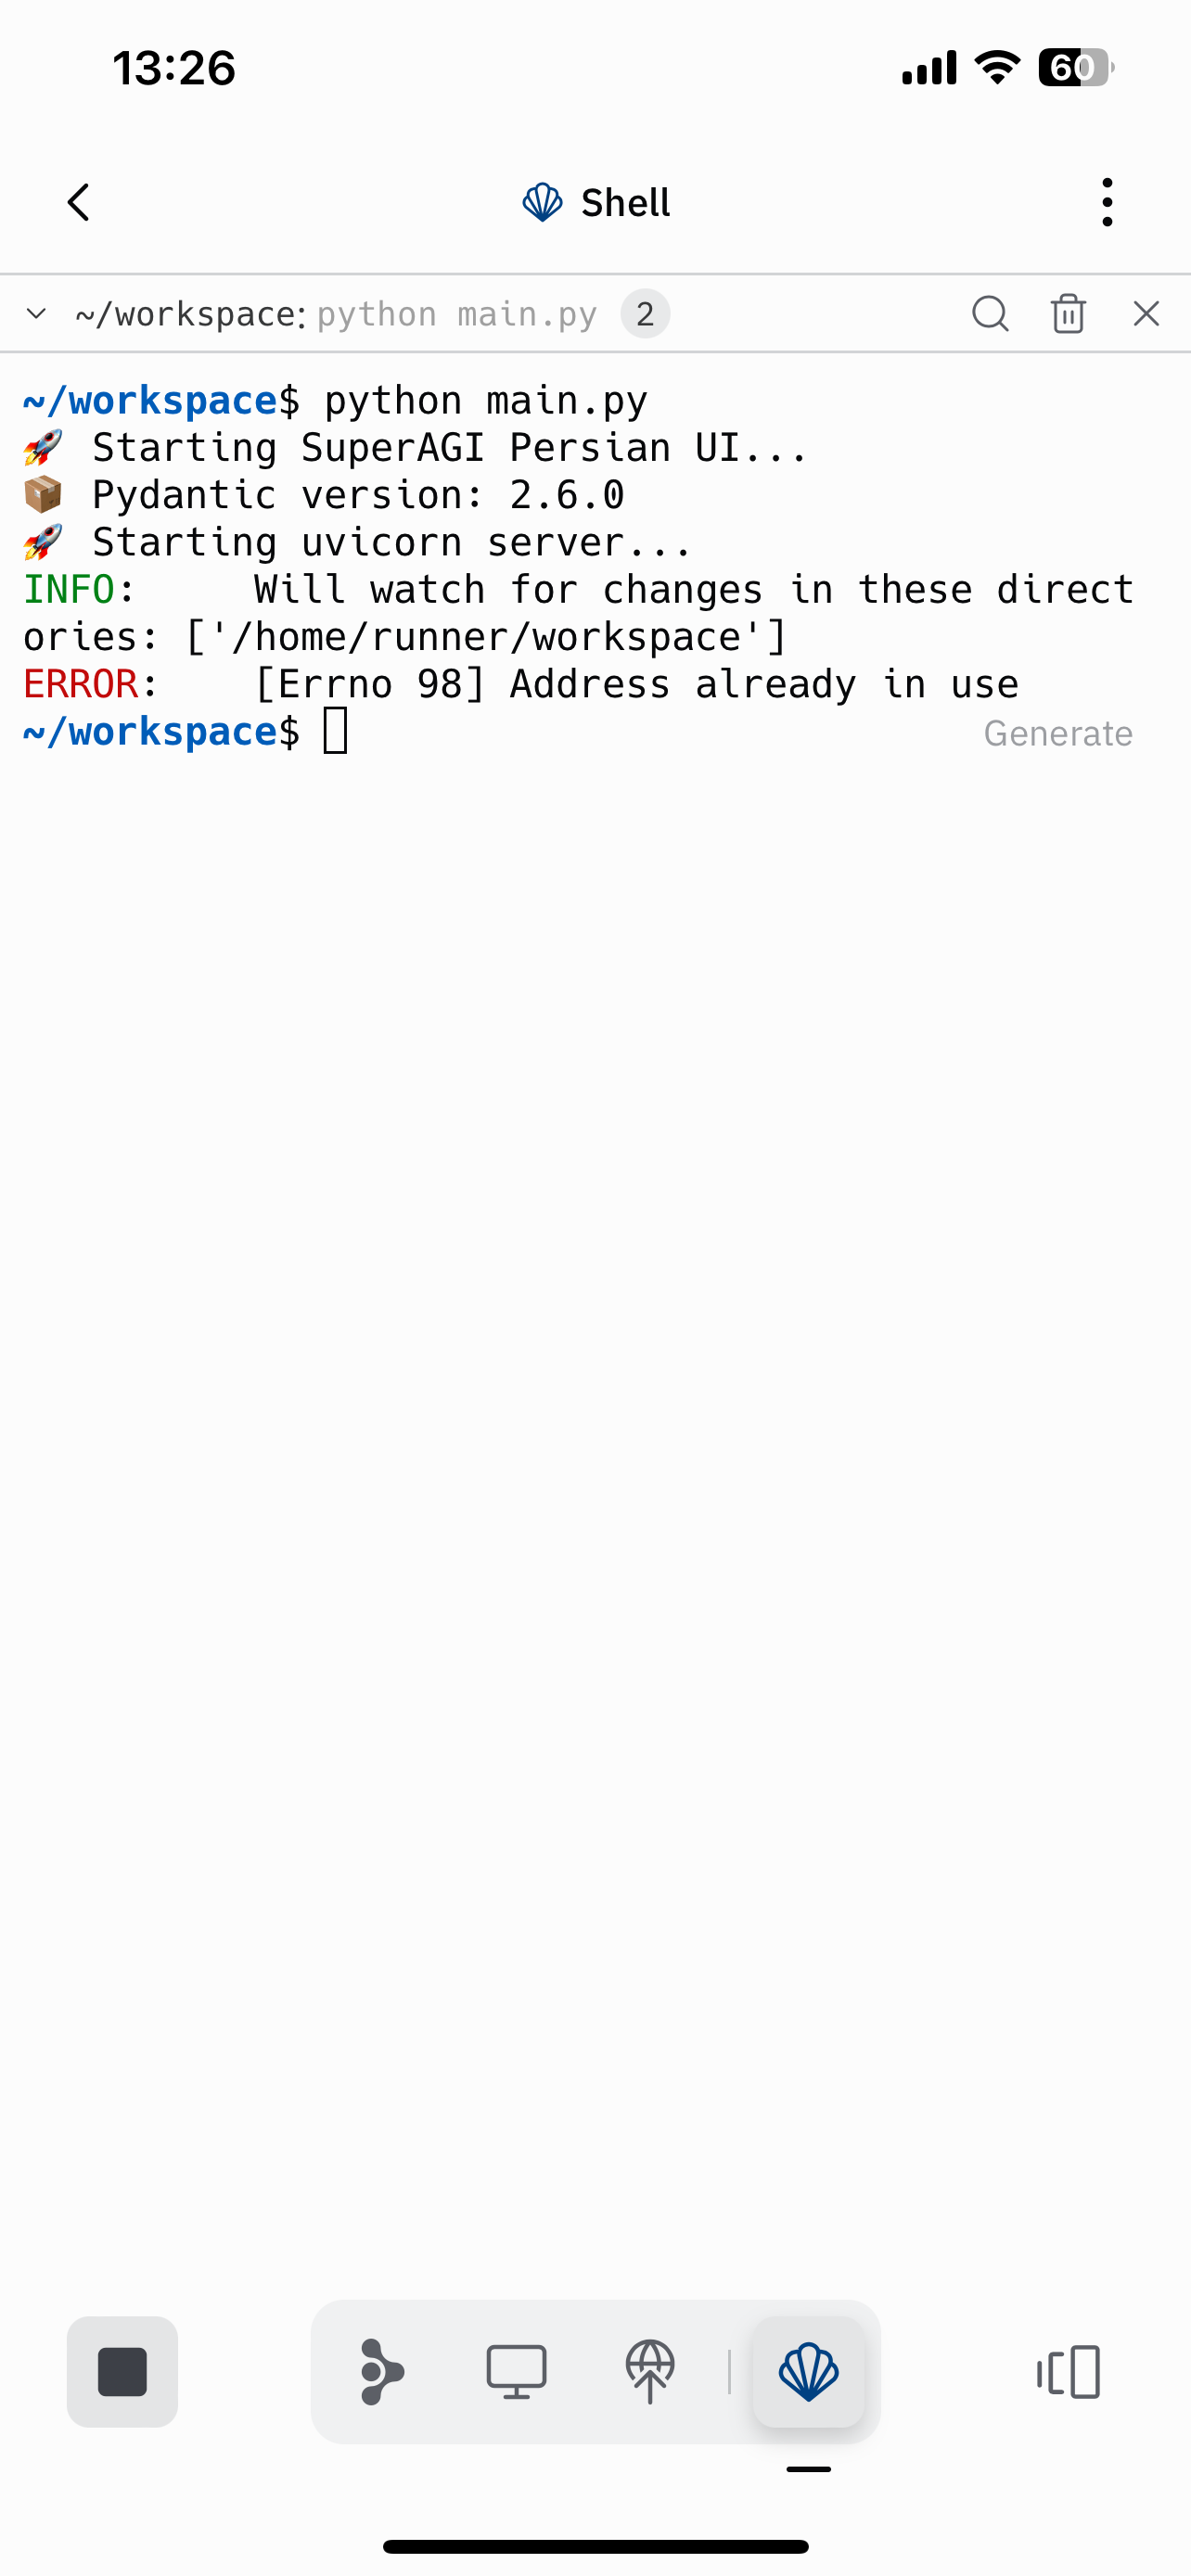 13:26
60
Shell
~/workspace: python main.py 2
~/workspace$ python main.py
🚀 Starting SuperAGI Persian UI...
📦 Pydantic version: 2.6.0
🚀 Starting uvicorn server...
INFO:     Will watch for changes in these direct
ories: ['/home/runner/workspace']
ERROR:    [Errno 98] Address already in use
~/workspace$ Generate